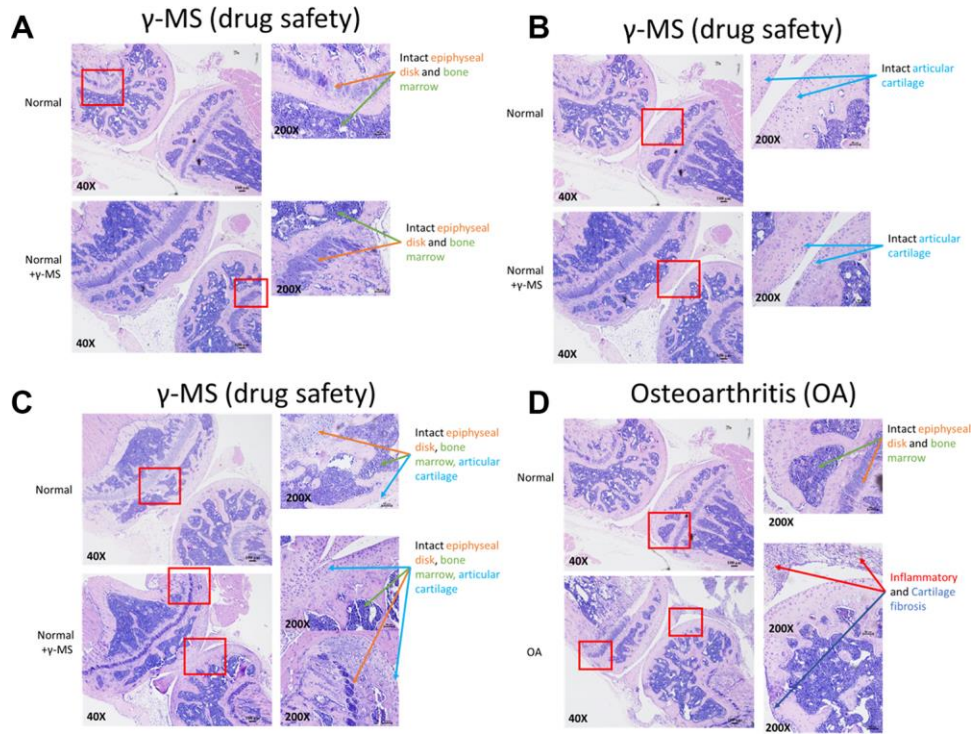 A
γ-MS (drug safety)
Normal
40X
200X
Intact epiphyseal
disk and bone
marrow
Normal
+γ-MS
40X
200X
Intact epiphyseal
disk and bone
marrow
B
γ-MS (drug safety)
Normal
40X
200X
Intact articular
cartilage
Normal
+γ-MS
40X
200X
Intact articular
cartilage
C
γ-MS (drug safety)
Normal
40X
200X
Intact epiphyseal
disk, bone
marrow, articular
cartilage
Normal
+γ-MS
40X
200X
200X
Intact epiphyseal
disk, bone
marrow, articular
cartilage
D
Osteoarthritis (OA)
Normal
40X
200X
Intact epiphyseal
disk and bone
marrow
OA
40X
200X
200X
Inflammatory
and Cartilage
fibrosis